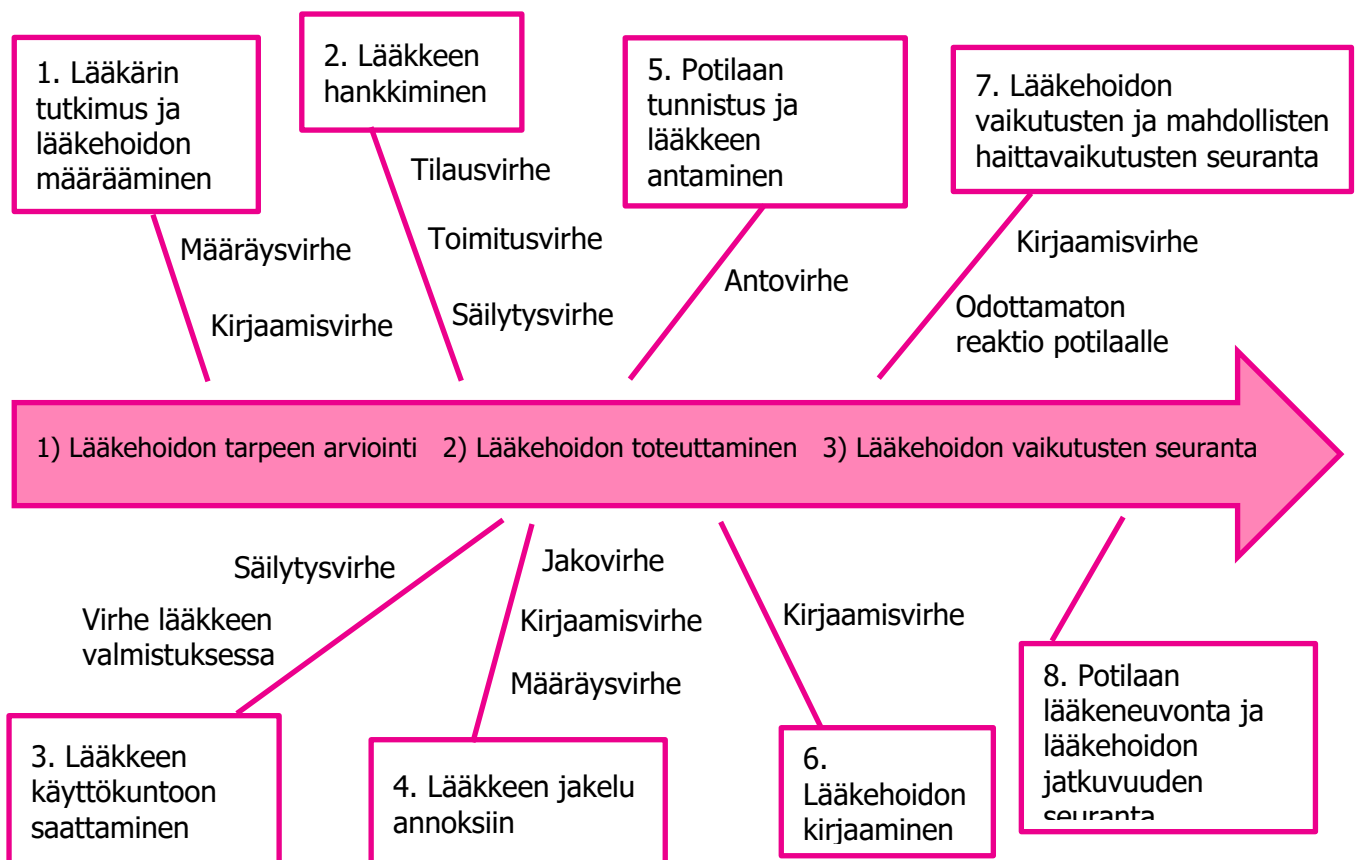 1. Lääkärin
tutkimus ja
lääkehoidon
määrääminen
2. Lääkkeen
hankkiminen
5. Potilaan
tunnistus ja
lääkkeen
antaminen
7. Lääkehoidon
vaikutusten ja mahdollisten
haittavaikutusten seuranta
Määräysvirhe
Kirjaamisvirhe
Tilausvirhe
Toimitusvirhe
Säilytysvirhe
Antovirhe
Kirjaamisvirhe
Odottamaton
reaktio potilaalle
1) Lääkehoidon tarpeen arviointi 2) Lääkehoidon toteuttaminen 3) Lääkehoidon vaikutusten seuranta
Säilytysvirhe
Virhe lääkkeen
valmistuksessa
Jakovirhe
Kirjaamisvirhe
Määräysvirhe
Kirjaamisvirhe
3. Lääkkeen
käyttökuntoon
saattaminen
4. Lääkkeen jakelu
annoksiin
6.
Lääkehoidon
kirjaaminen
8. Potilaan
lääkeneuvonta ja
lääkehoidon
jatkuvuuden
seuranta